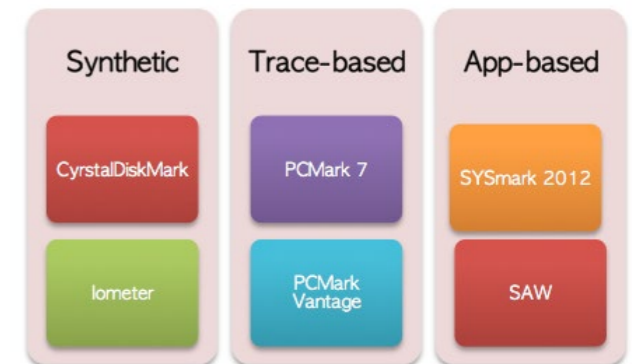 Synthetic
CyrstalDiskMark
Iometer
Trace-based
PCMark 7
PCMark
Vantage
App-based
SYSmark 2012
SAW